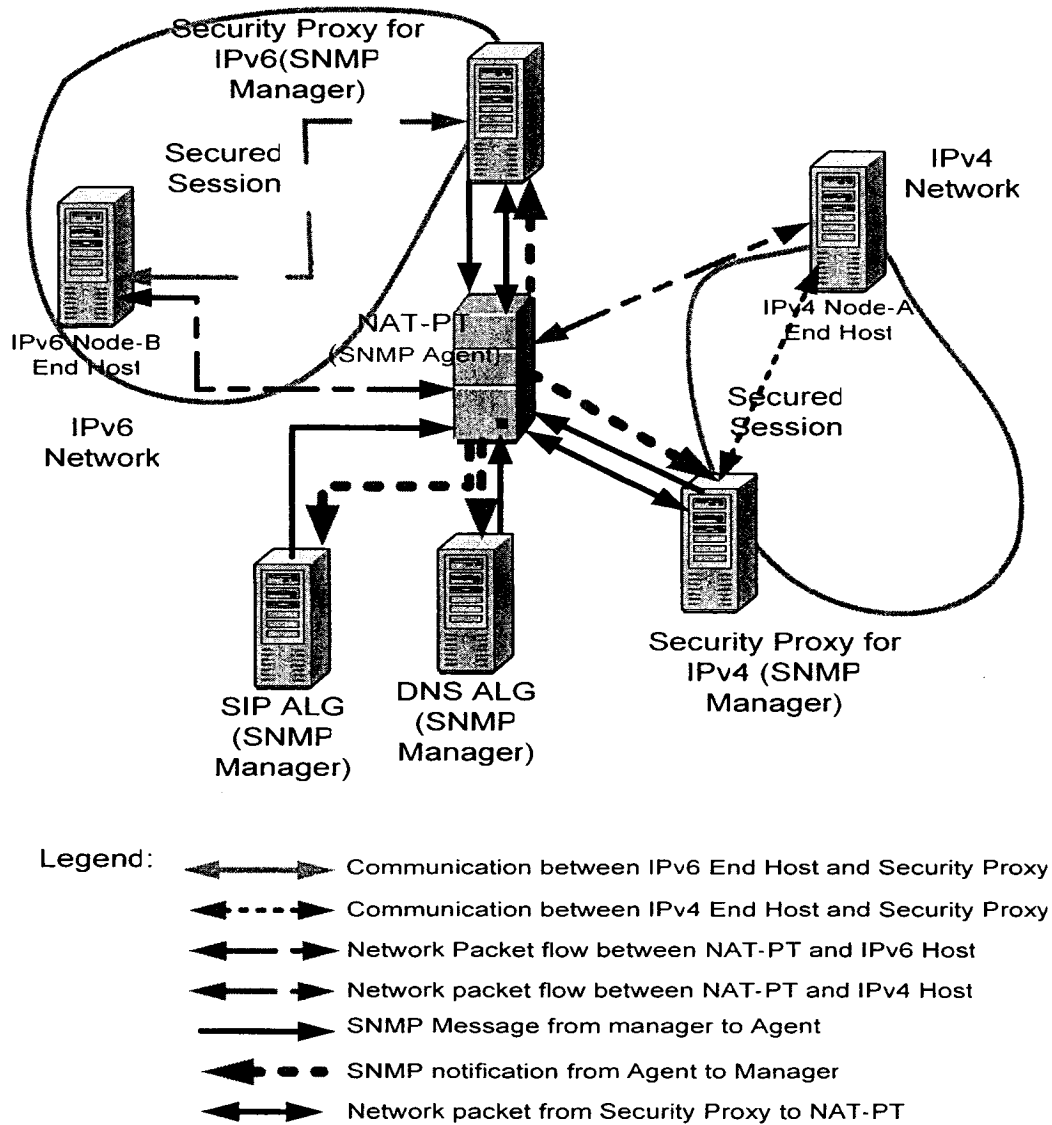 Security Proxy for
IPv6(SNMP
Manager)
Secured
Session
IPv4
Network
IPv6 Node-B
End Host
NAT-PT
(SNMP Agent)
IPv4 Node-A
End Host
IPv6
Network
Secured
Session
SIP ALG
(SNMP
Manager)
DNS ALG
(SNMP
Manager)
Security Proxy for
IPv4 (SNMP
Manager)
Legend:
Communication between IPv6 End Host and Security Proxy
Communication between IPv4 End Host and Security Proxy
Network Packet flow between NAT-PT and IPv6 Host
Network packet flow between NAT-PT and IPv4 Host
SNMP Message from manager to Agent
SNMP notification from Agent to Manager
Network packet from Security Proxy to NAT-PT